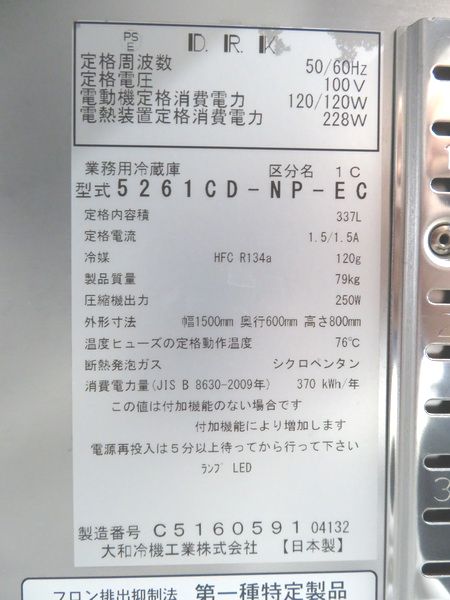 PS
E
D.R.K
定格周波数 50/60Hz
定格電圧 100V
電動機定格消費電力 120/120W
電熱装置定格消費電力 228W
業務用冷蔵庫 区分名 1C
型式 5261CD-NP-EC
定格内容積 337L
定格電流 1.5/1.5A
冷媒 HFC R134a 120g
製品質量 79kg
圧縮機出力 250W
外形寸法 幅1500mm 奥行600mm 高さ800mm
温度ヒューズの定格動作温度 76℃
断熱発泡ガス シクロペンタン
消費電力量(JIS B 8630-2009年) 370 kWh/年
この値は付加機能のない場合です
付加機能により増加します
電源再投入は5分以上待ってから行って下さい
ﾗﾝﾌﾟ LED
製造番号 C5160591 04132
大和冷機工業株式会社 【日本製】
フロン排出抑制法 第一種特定製品
1
2
3